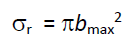 σᵣ = πbₘₐₓ²